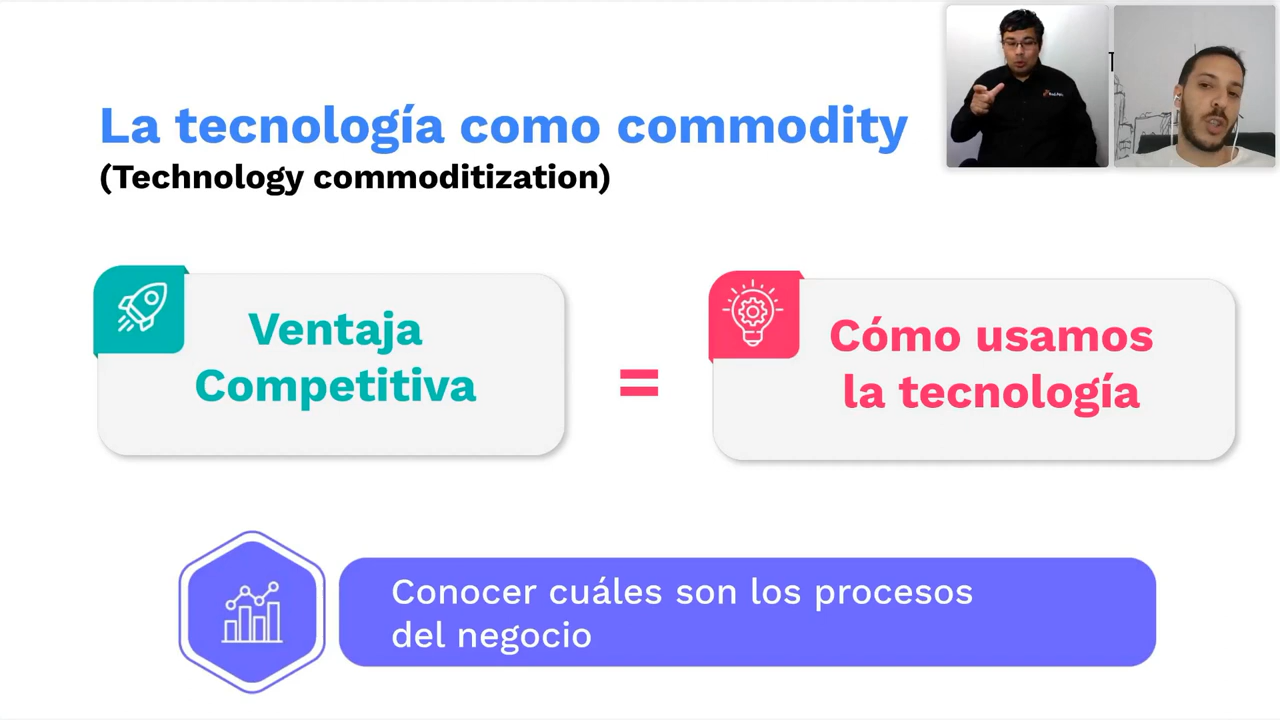 La tecnología como commodity
(Technology commoditization)
Ventaja
Competitiva
=
Cómo usamos
la tecnología
Conocer cuáles son los procesos
del negocio